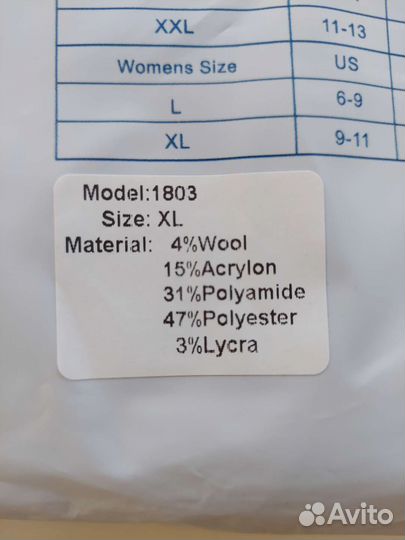 XXL 11-13
Womens Size US
L 6-9
XL 9-11
Model:1803
Size: XL
Material: 4%Wool
15%Acrylon
31%Polyamide
47%Polyester
3%Lycra
Avito